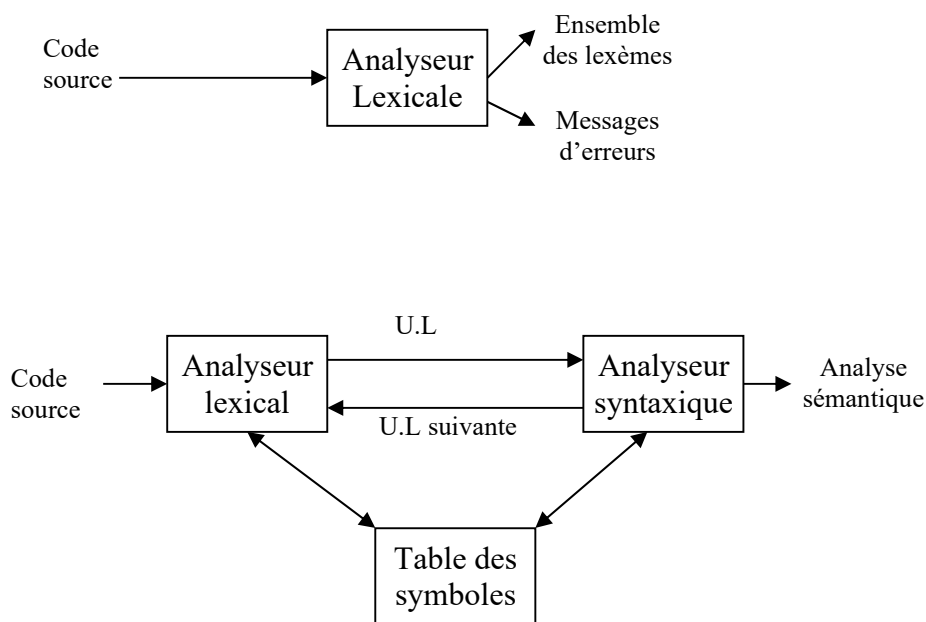 Code
source
Analyseur
Lexicale
Ensemble
des lexèmes
Messages
d’erreurs
Code
source
Analyseur
lexical
U.L
U.L suivante
Analyseur
syntaxique
Analyse
sémantique
Table des
symboles